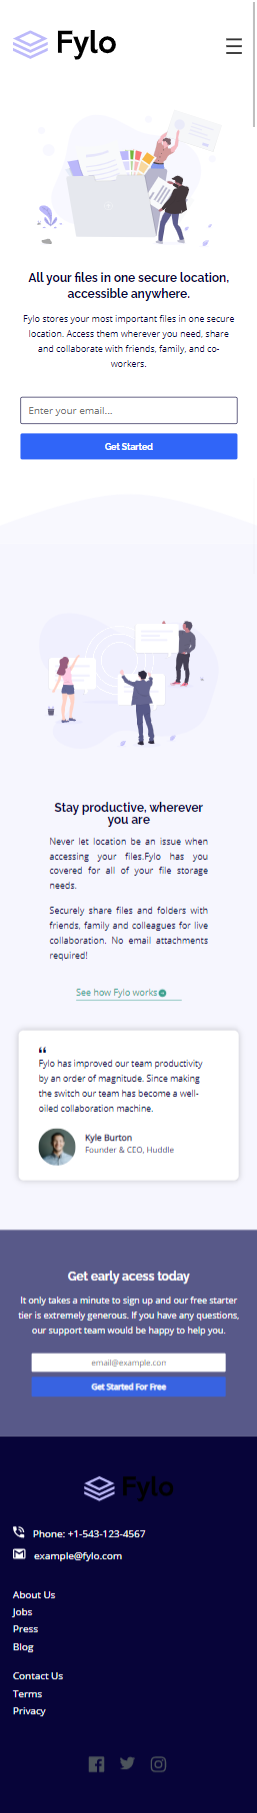 Fylo
All your files in one secure location,
accessible anywhere.
Fylo stores your most important files in one secure
location. Access them wherever you need, share
and collaborate with friends, family, and co-
workers.
Enter your email...
Get Started
Stay productive, wherever
you are
Never let location be an issue when
accessing your files.Fylo has you
covered for all of your file storage
needs.
Securely share files and folders with
friends, family and colleagues for live
collaboration. No email attachments
required!
See how Fylo works
“
Fylo has improved our team productivity
by an order of magnitude. Since making
the switch our team has become a well-
oiled collaboration machine.
Kyle Burton
Founder & CEO, Huddle
Get early acess today
It only takes a minute to sign up and our free starter
tier is extremely generous. If you have any questions,
our support team would be happy to help you.
email@example.con
Get Started For Free
Fylo
Phone: +1-543-123-4567
example@fylo.com
About Us
Jobs
Press
Blog
Contact Us
Terms
Privacy